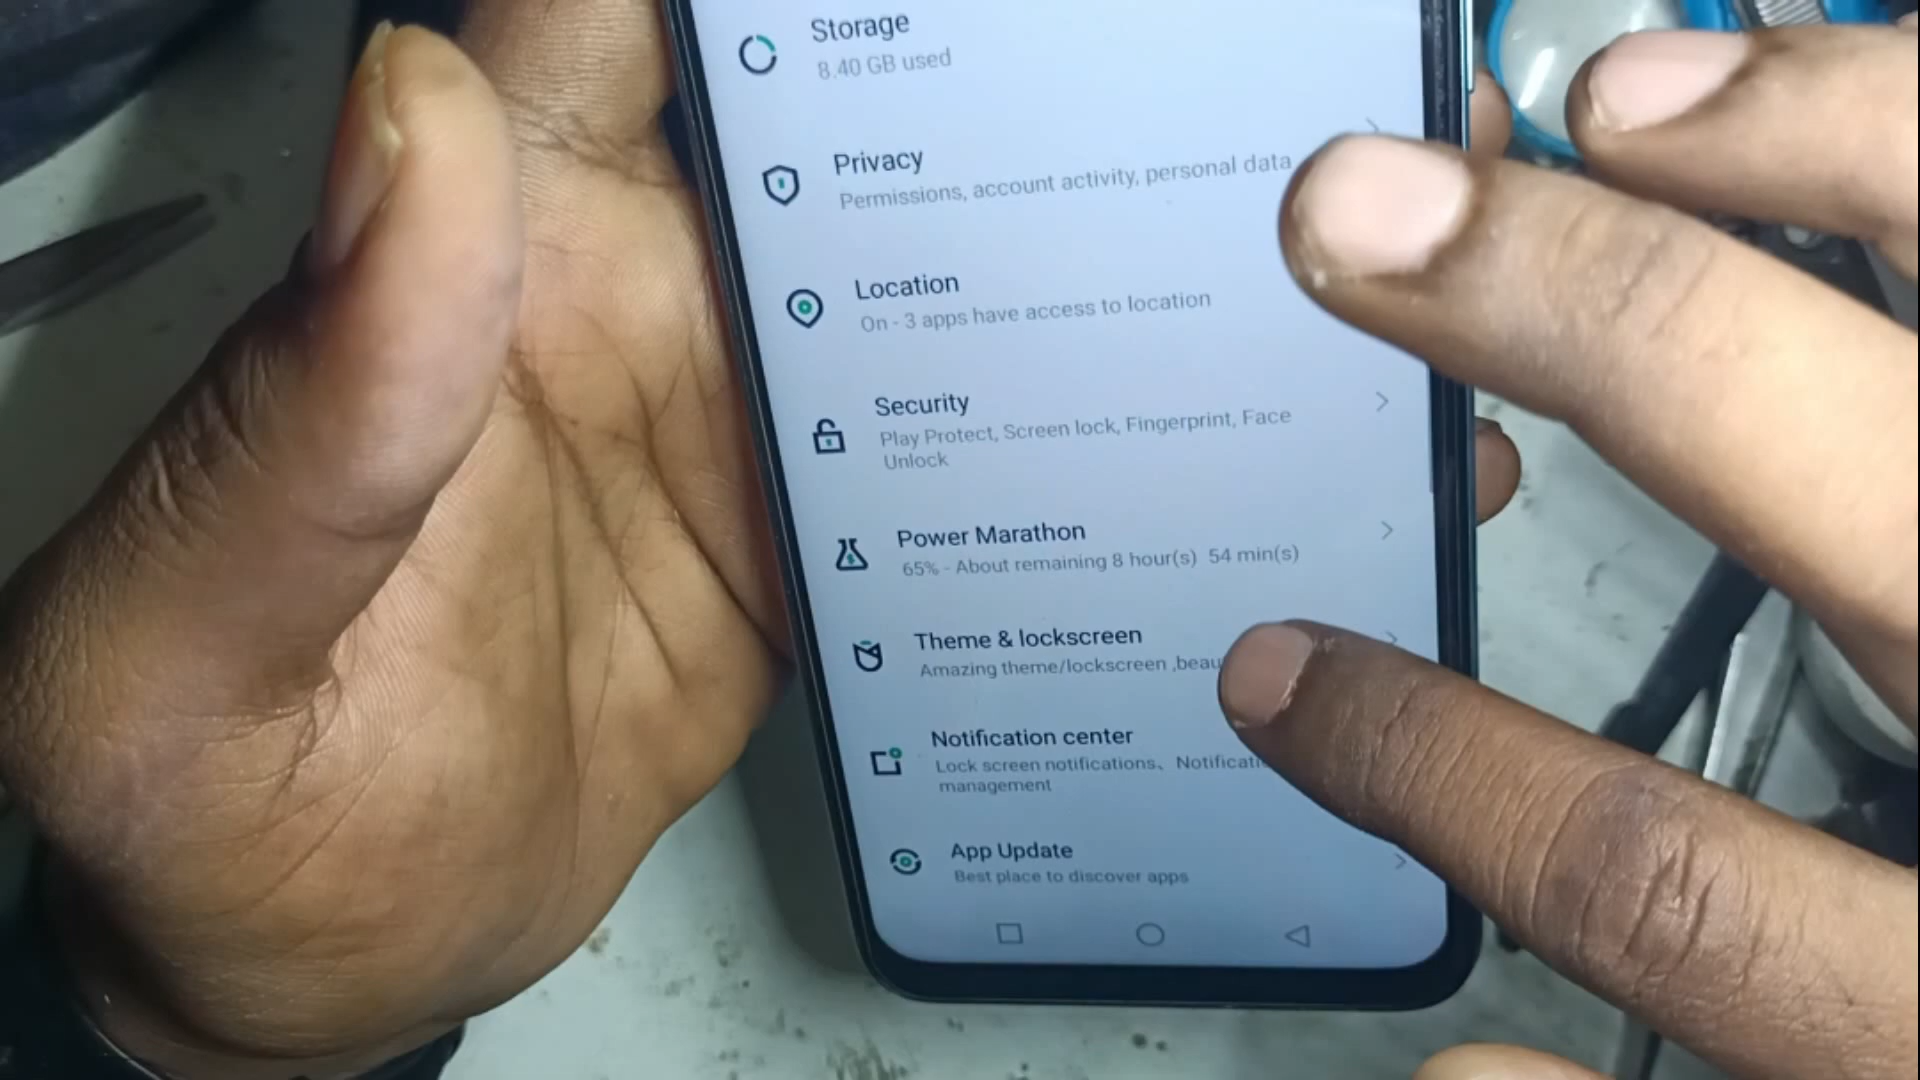 Storage
8.40 GB used
Privacy
Permissions, account activity, personal data
Location
On - 3 apps have access to location
Security
Play Protect, Screen lock, Fingerprint, Face
Unlock
Power Marathon
65% - About remaining 8 hour(s) 54 min(s)
Theme & lockscreen
Amazing theme/lockscreen ,
Notification center
Lock screen notifications、
management
App Update
Best place to discover apps